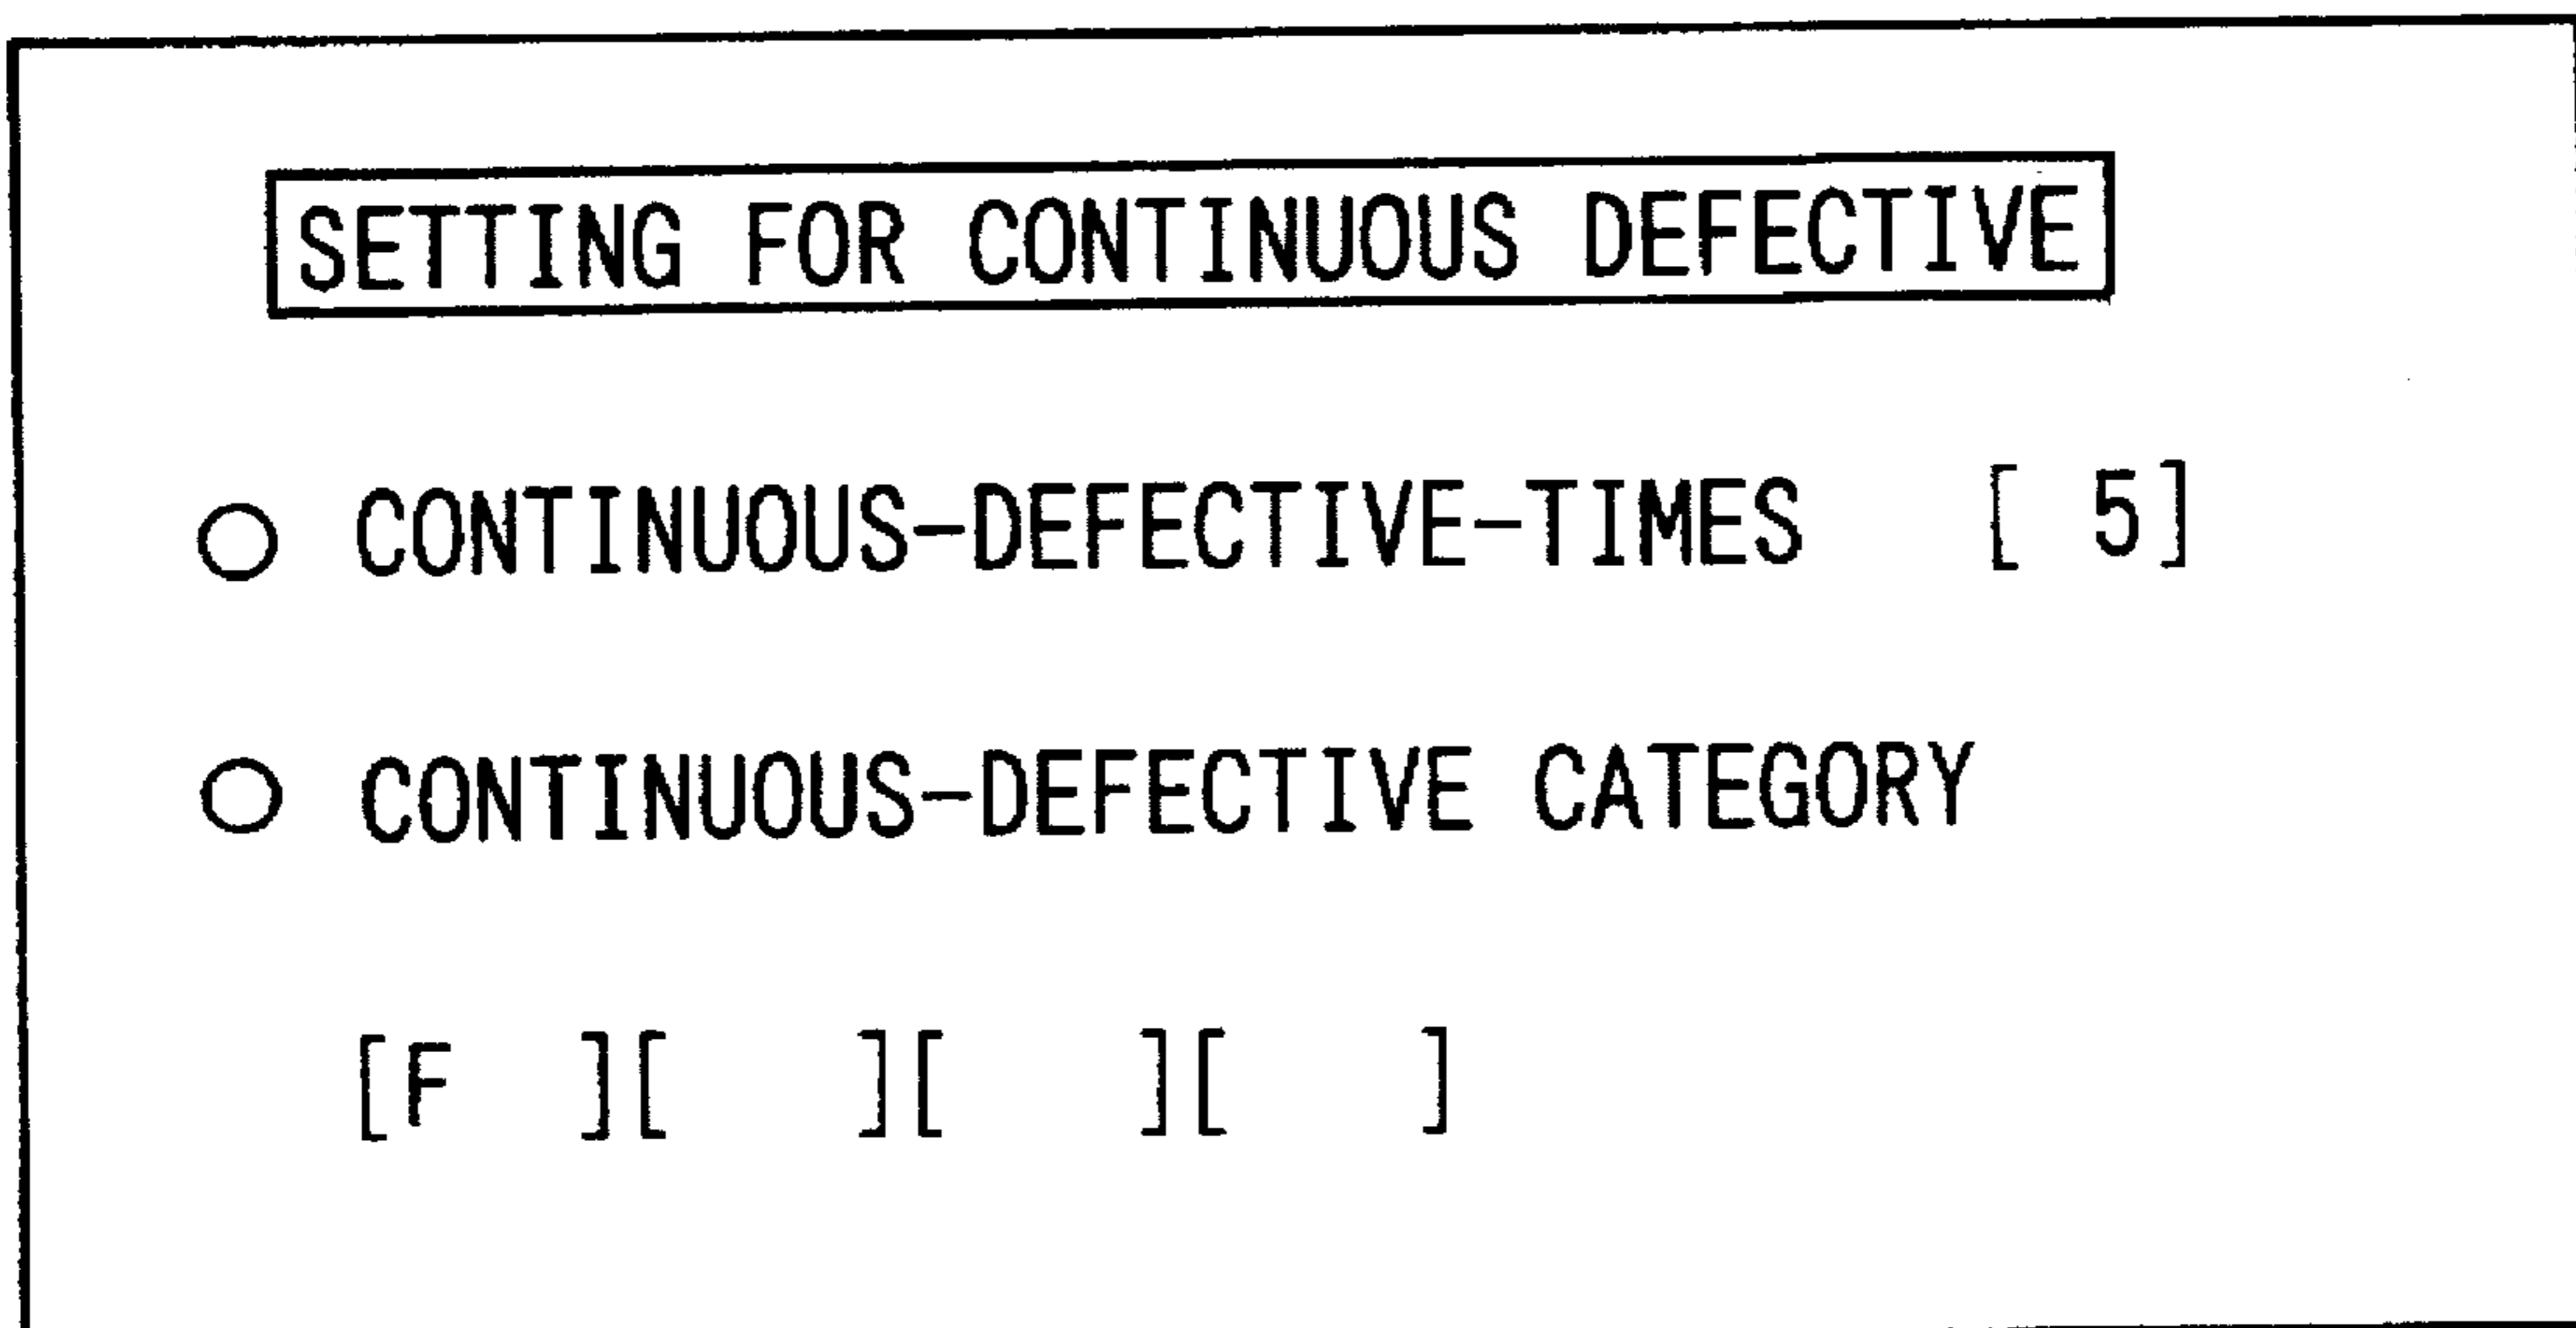 SETTING FOR CONTINUOUS DEFECTIVE
○ CONTINUOUS-DEFECTIVE-TIMES [ 5]
○ CONTINUOUS-DEFECTIVE CATEGORY
[F ][ ][ ][ ]